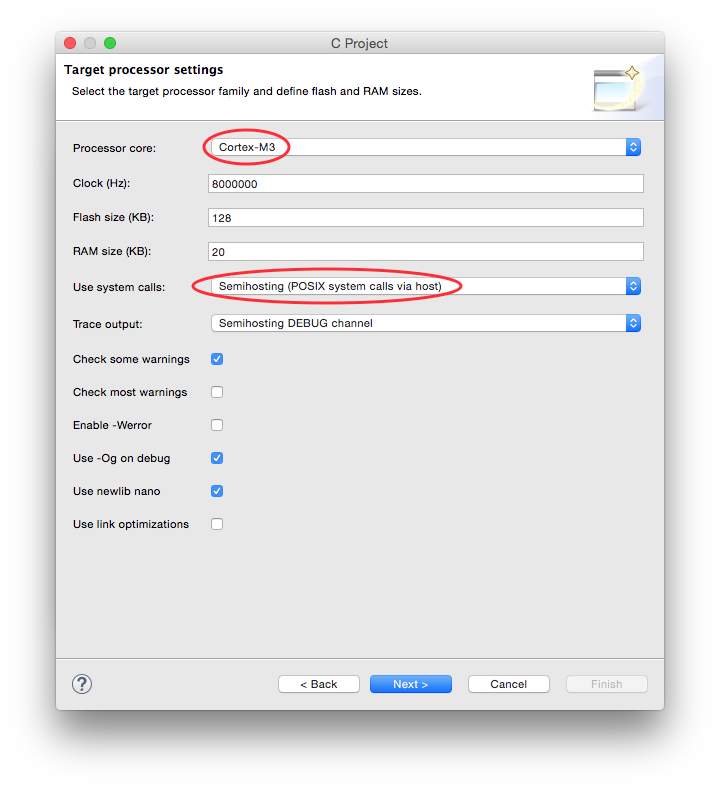 C Project
Target processor settings
Select the target processor family and define flash and RAM sizes.
Processor core: Cortex-M3
Clock (Hz): 8000000
Flash size (KB): 128
RAM size (KB): 20
Use system calls: Semihosting (POSIX system calls via host)
Trace output: Semihosting DEBUG channel
Check some warnings
Check most warnings
Enable -Werror
Use -Og on debug
Use newlib nano
Use link optimizations
? < Back Next > Cancel Finish